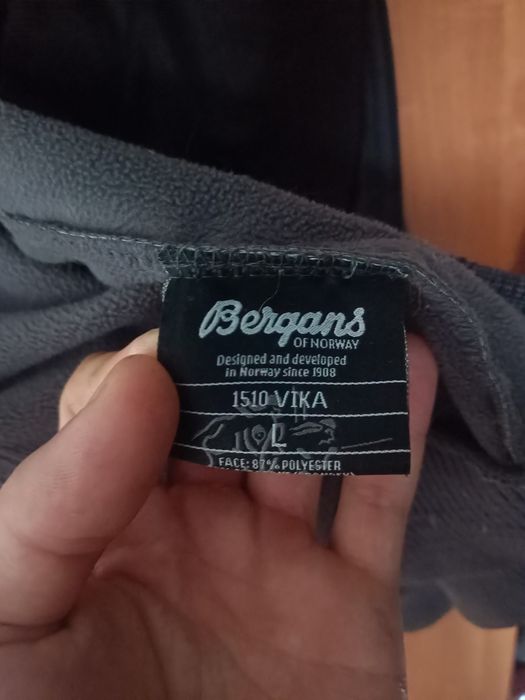 Bergans
OF NORWAY
Designed and developed
in Norway since 1908
1510 VIKA
L
FACE: 87% POLYESTER